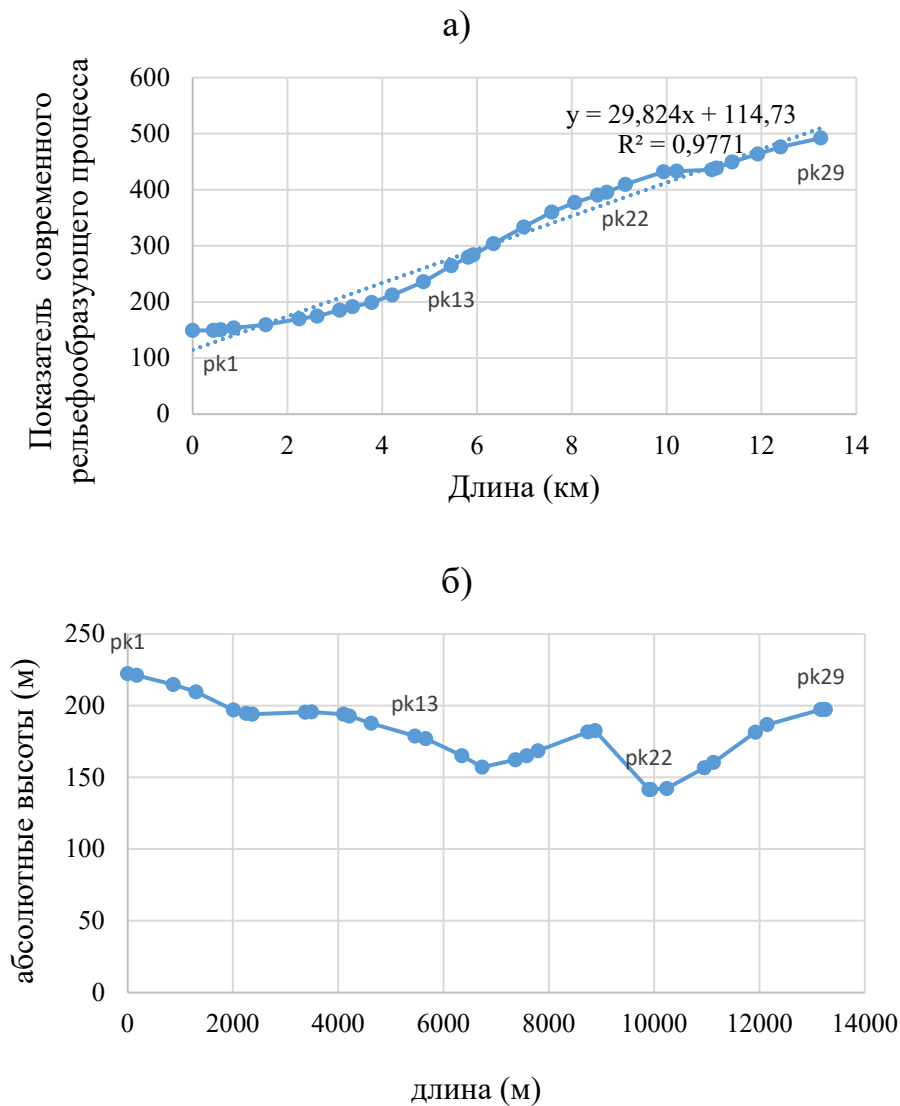 а)
600
500
400
300
200
100
0
Показатель современного
рельефообразующего процесса
y = 29,824x + 114,73
R² = 0,9771
pk1
pk13
pk22
pk29
0 2 4 6 8 10 12 14
Длина (км)
б)
250
200
150
100
50
0
абсолютные высоты (м)
pk1
pk13
pk22
pk29
0 2000 4000 6000 8000 10000 12000 14000
длина (м)